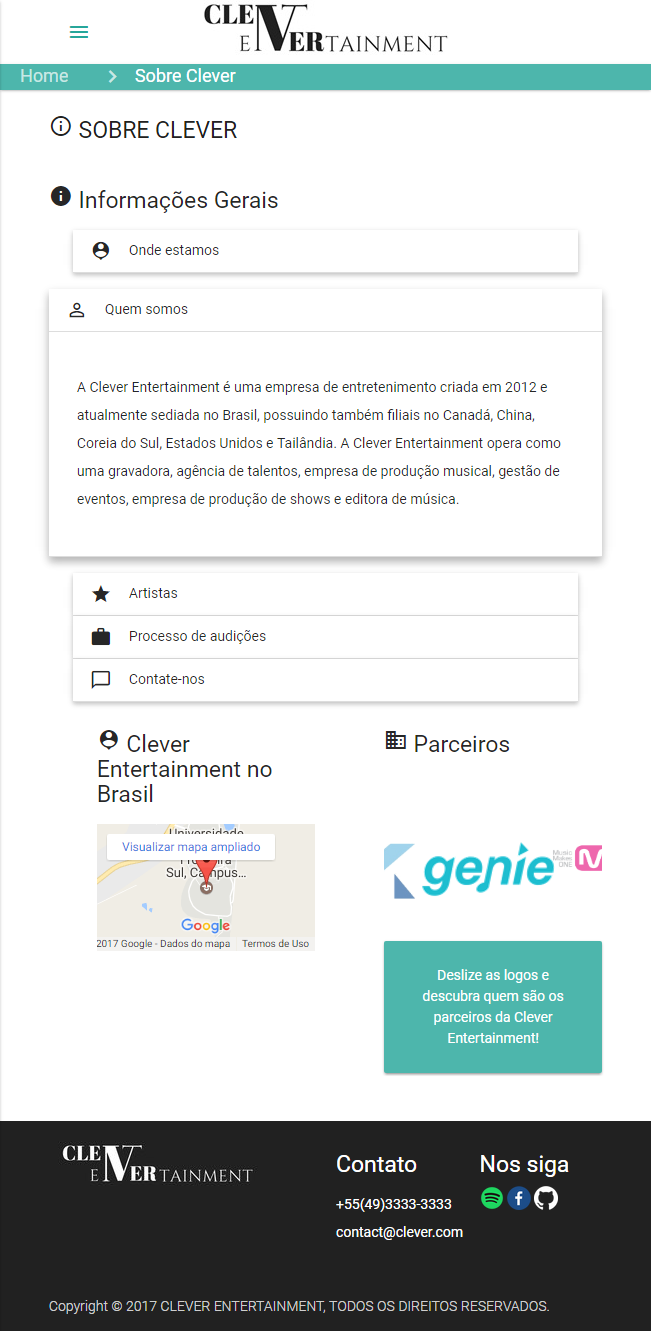 CLEVER
ENTERTAINMENT
Home
Sobre Clever
SOBRE CLEVER
Informações Gerais
Onde estamos
Quem somos
A Clever Entertainment é uma empresa de entretenimento criada em 2012 e
atualmente sediada no Brasil, possuindo também filiais no Canadá, China,
Coreia do Sul, Estados Unidos e Tailândia. A Clever Entertainment opera como
uma gravadora, agência de talentos, empresa de produção musical, gestão de
eventos, empresa de produção de shows e editora de música.
Artistas
Processo de audições
Contate-nos
Clever
Entertainment no
Brasil
Universidade
Visualizar mapa ampliado
Sul, Campus...
Google
2017 Google - Dados do mapa
Termos de Uso
Parceiros
genie
Music
Makes
ONE
M
Deslize as logos e
descubra quem são os
parceiros da Clever
Entertainment!
CLEVER
ENTERTAINMENT
Contato
+55(49)3333-3333
contact@clever.com
Nos siga
Copyright © 2017 CLEVER ENTERTAINMENT, TODOS OS DIREITOS RESERVADOS.